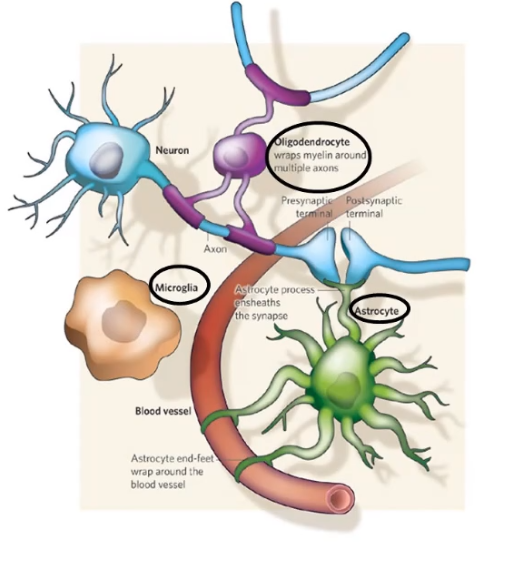 Neuron
Oligodendrocyte
wraps myelin around
multiple axons
Presynaptic
terminal
Postsynaptic
terminal
Axon
Microglia
Astrocyte process
ensheaths
the synapse
Astrocyte
Blood vessel
Astrocyte end-feet
wrap around the
blood vessel